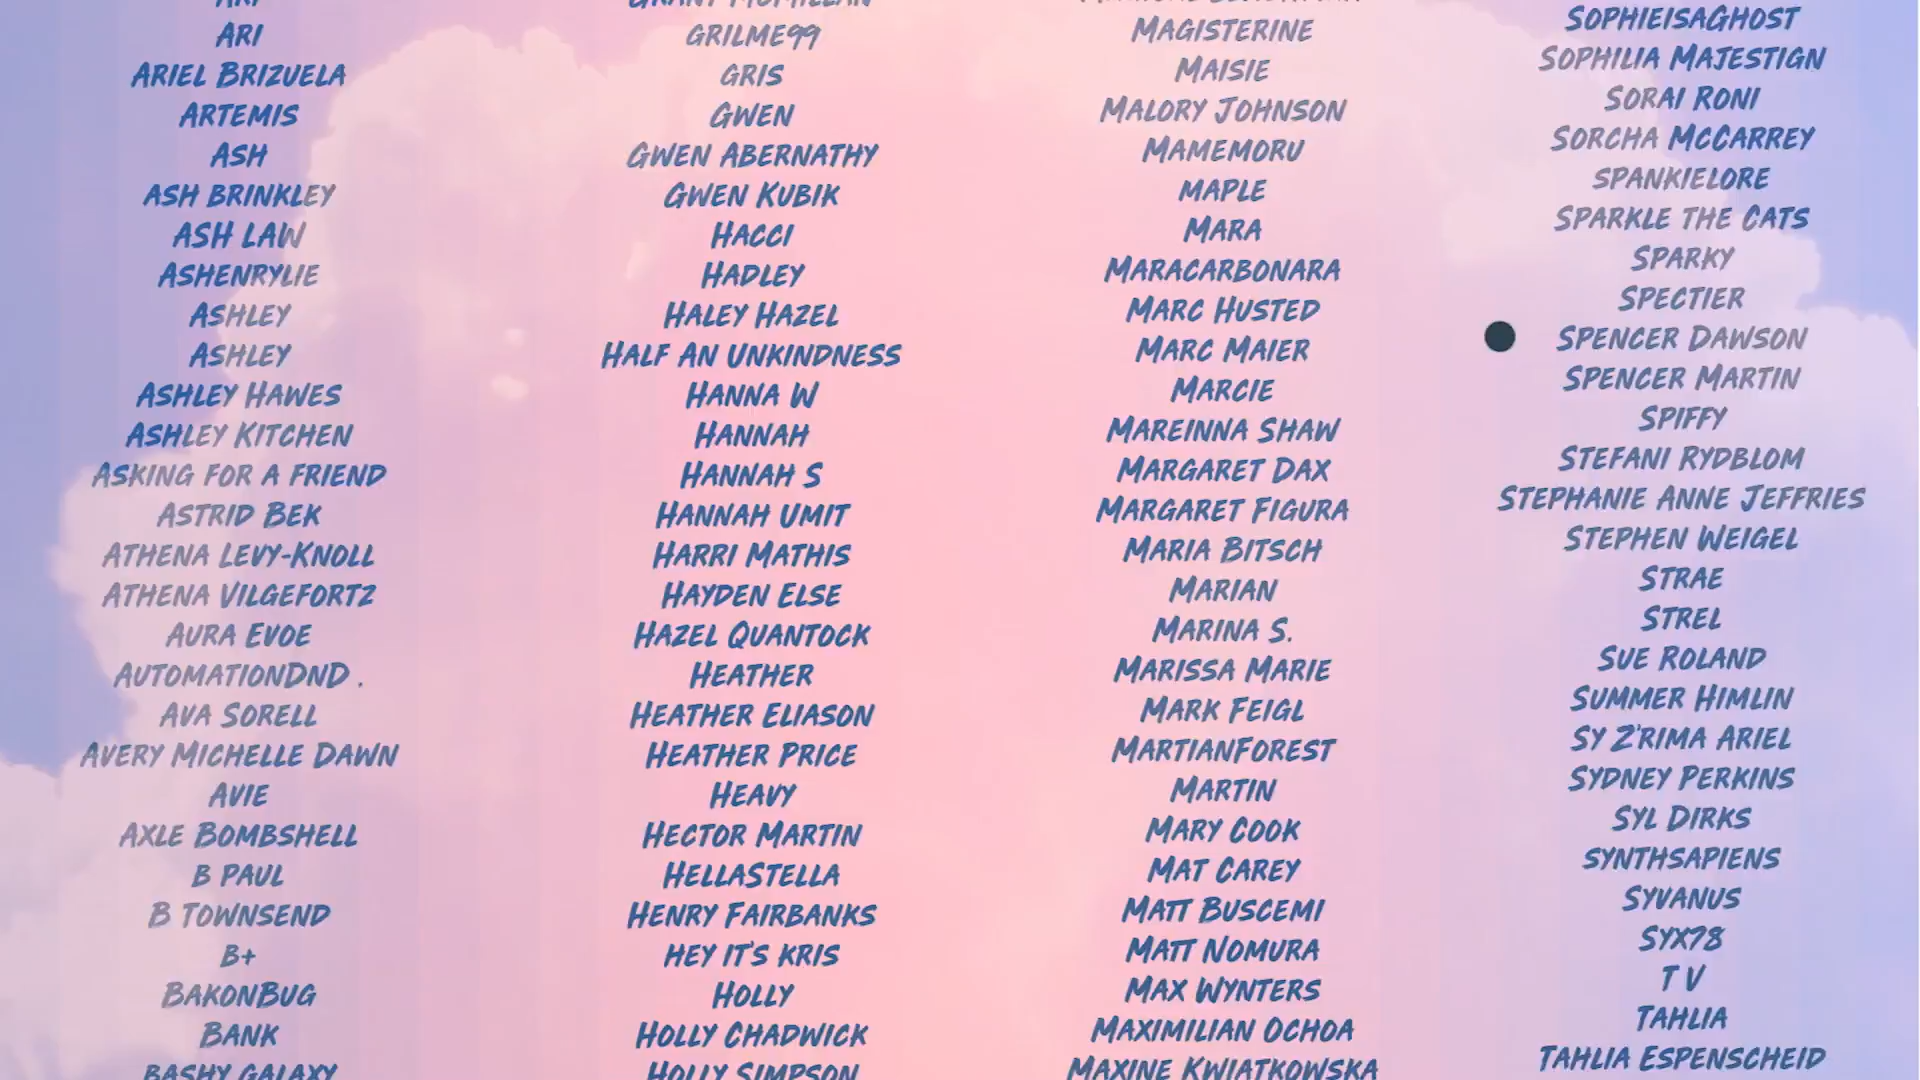 Ari
Ari
Ariel Brizuela
Artemis
Ash
Ash Brinkley
Ash Law
Ashenrylie
Ashley
Ashley
Ashley Hawes
Ashley Kitchen
Asking for a friend
Astrid Bek
Athena Levy-Knoll
Athena Vilgefortz
Aura Evoe
AutomationDnD .
Ava Sorell
Avery Michelle Dawn
Avie
Axle Bombshell
B Paul
B Townsend
B+
BakonBug
Bank
Bashy Galaxy
Grant McMillan
grilme99
Gris
Gwen
Gwen Abernathy
Gwen Kubik
Hacci
Hadley
Haley Hazel
Half An Unkindness
Hanna W
Hannah
Hannah S
Hannah Umit
Harri Mathis
Hayden Else
Hazel Quantock
Heather
Heather Eliason
Heather Price
Heavy
Hector Martin
HellaStella
Henry Fairbanks
hey it's kris
Holly
Holly Chadwick
Holly Simpson
Magisterine
Maisie
Malory Johnson
Mamemoru
maple
Mara
MaraCarbonara
Marc Husted
Marc Maier
Marcie
Mareinna Shaw
Margaret Dax
Margaret Figura
Maria Bitsch
Marian
Marina S.
Marissa Marie
Mark Feigl
MartianForest
Martin
Mary Cook
Mat Carey
Matt Buscemi
Matt Nomura
Max Wynters
Maximilian Ochoa
Maxine Kwiatkowska
SophieisaGhost
Sophilia Majestign
Sorai Roni
Sorcha McCarrey
spankielore
Sparkle the Cats
Sparky
Spectier
Spencer Dawson
Spencer Martin
Spiffy
Stefani Rydblom
Stephanie Anne Jeffries
Stephen Weigel
Strae
Strel
Sue Roland
Summer Himlin
Sy Z'rima Ariel
Sydney Perkins
Syl Dirks
synthsapiens
Syvanus
Syx78
T V
Tahlia
Tahlia Espenscheid